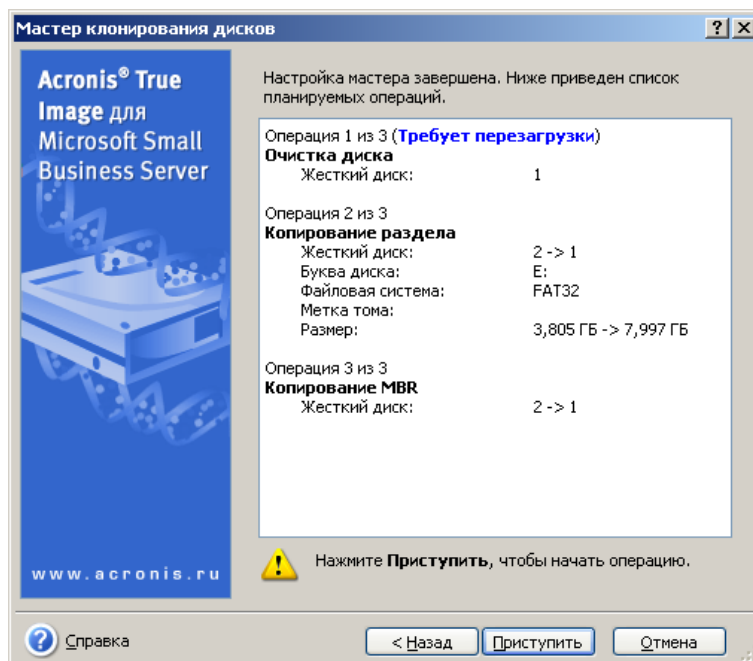 Мастер клонирования дисков
Acronis® True
Image для
Microsoft Small
Business Server
Настройка мастера завершена. Ниже приведен список
планируемых операций.
Операция 1 из 3 (Требует перезагрузки)
Очистка диска
Жесткий диск: 1
Операция 2 из 3
Копирование раздела
Жесткий диск: 2 -> 1
Буква диска: E:
Файловая система: FAT32
Метка тома:
Размер: 3,805 ГБ -> 7,997 ГБ
Операция 3 из 3
Копирование MBR
Жесткий диск: 2 -> 1
Нажмите Приступить, чтобы начать операцию.
www.acronis.ru
Справка
< Назад
Приступить
Отмена